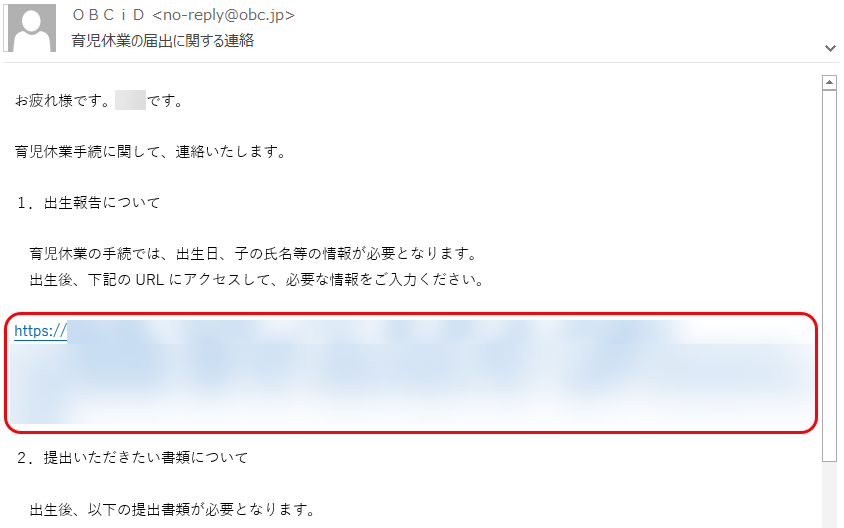 ＯＢＣｉＤ <no-reply@obc.jp>
育児休業の届出に関する連絡
お疲れ様です。 です。
育児休業手続に関して、連絡いたします。
１．出生報告について
育児休業の手続では、出生日、子の氏名等の情報が必要となります。
出生後、下記の URL にアクセスして、必要な情報をご入力ください。
https://
２．提出いただきたい書類について
出生後、以下の提出書類が必要となります。